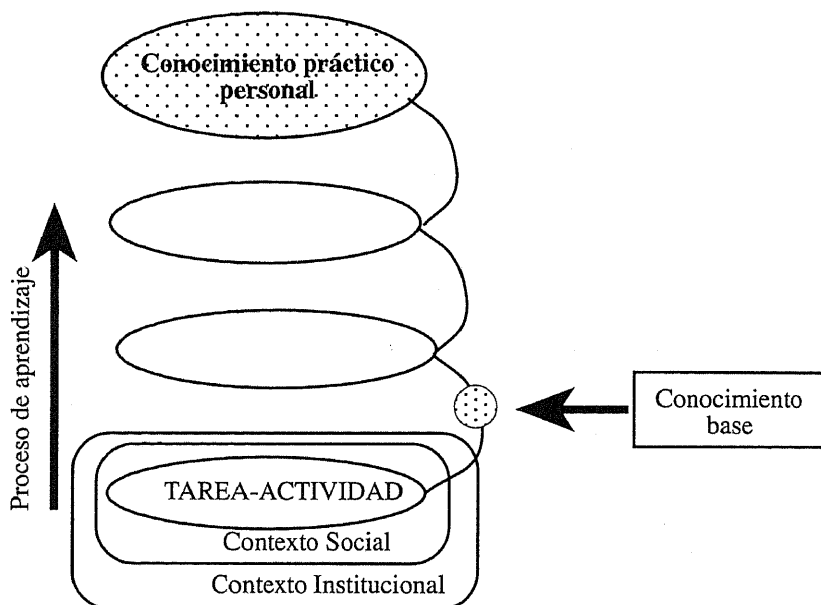 Conocimiento práctico
personal
Proceso de aprendizaje
Conocimiento
base
TAREA-ACTIVIDAD
Contexto Social
Contexto Institucional